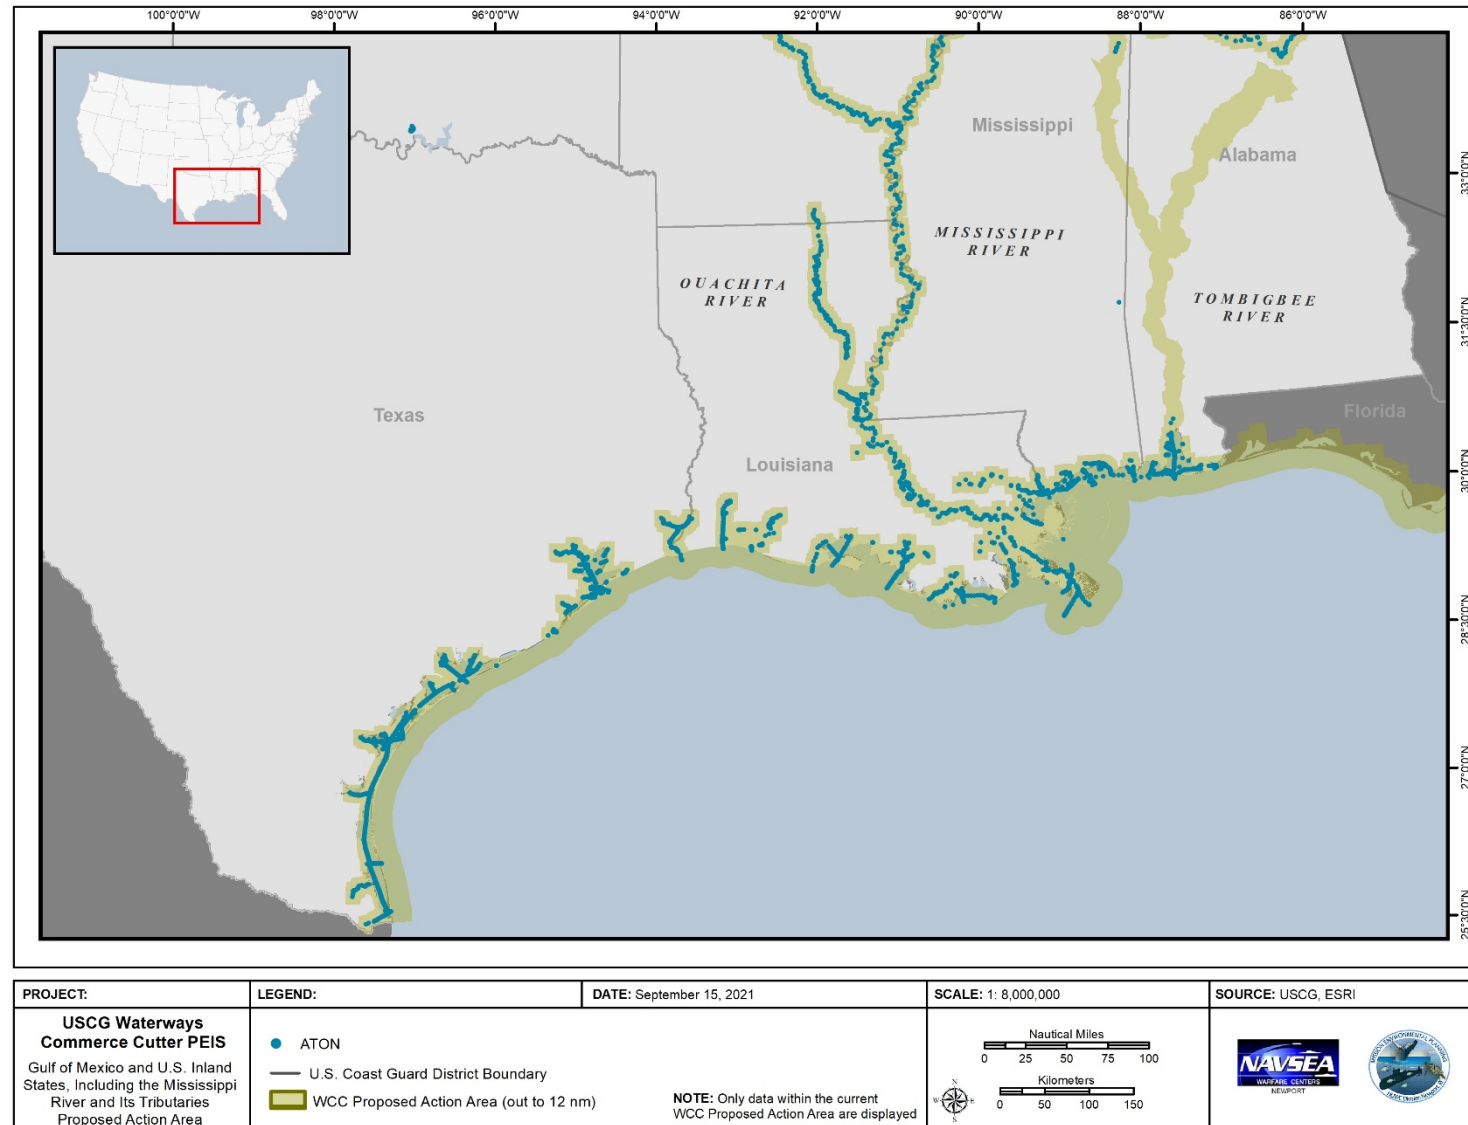 100°0'0"W
98°0'0"W
96°0'0"W
94°0'0"W
92°0'0"W
90°0'0"W
88°0'0"W
86°0'0"W
Mississippi
Alabama
33°0'0"N
MISSISSIPPI
RIVER
OUACHITA
RIVER
TOMBIGBEE
RIVER
31°30'0"N
Texas
Florida
Louisiana
30°0'0"N
28°30'0"N
27°0'0"N
25°30'0"N
PROJECT:
USCG Waterways
Commerce Cutter PEIS
Gulf of Mexico and U.S. Inland
States, Including the Mississippi
River and Its Tributaries
Proposed Action Area
LEGEND:
ATON
U.S. Coast Guard District Boundary
WCC Proposed Action Area (out to 12 nm)
DATE: September 15, 2021
NOTE: Only data within the current
WCC Proposed Action Area are displayed
SCALE: 1: 8,000,000
Nautical Miles
0 25 50 75 100
Kilometers
0 50 100 150
N
W E
S
SOURCE: USCG, ESRI
NAVSEA
WARFARE CENTERS
NEWPORT